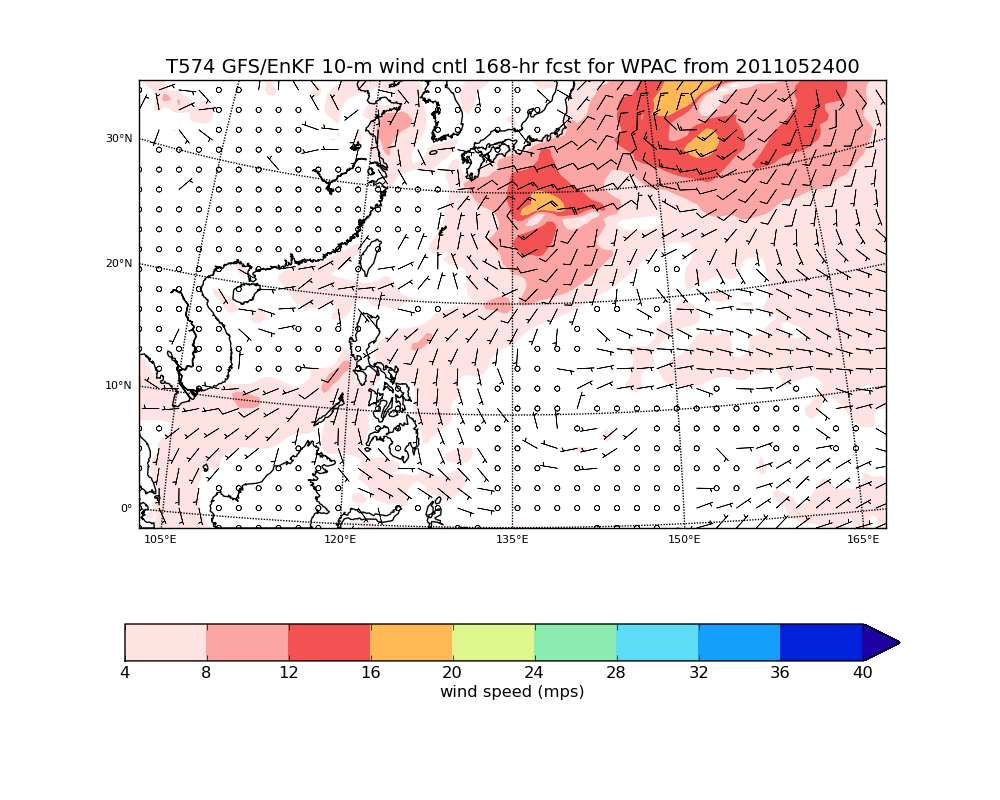 T574 GFS/EnKF 10-m wind cntl 168-hr fcst for WPAC from 2011052400
30°N
20°N
10°N
0°
105°E 120°E 135°E 150°E 165°E
4 8 12 16 20 24 28 32 36 40
wind speed (mps)